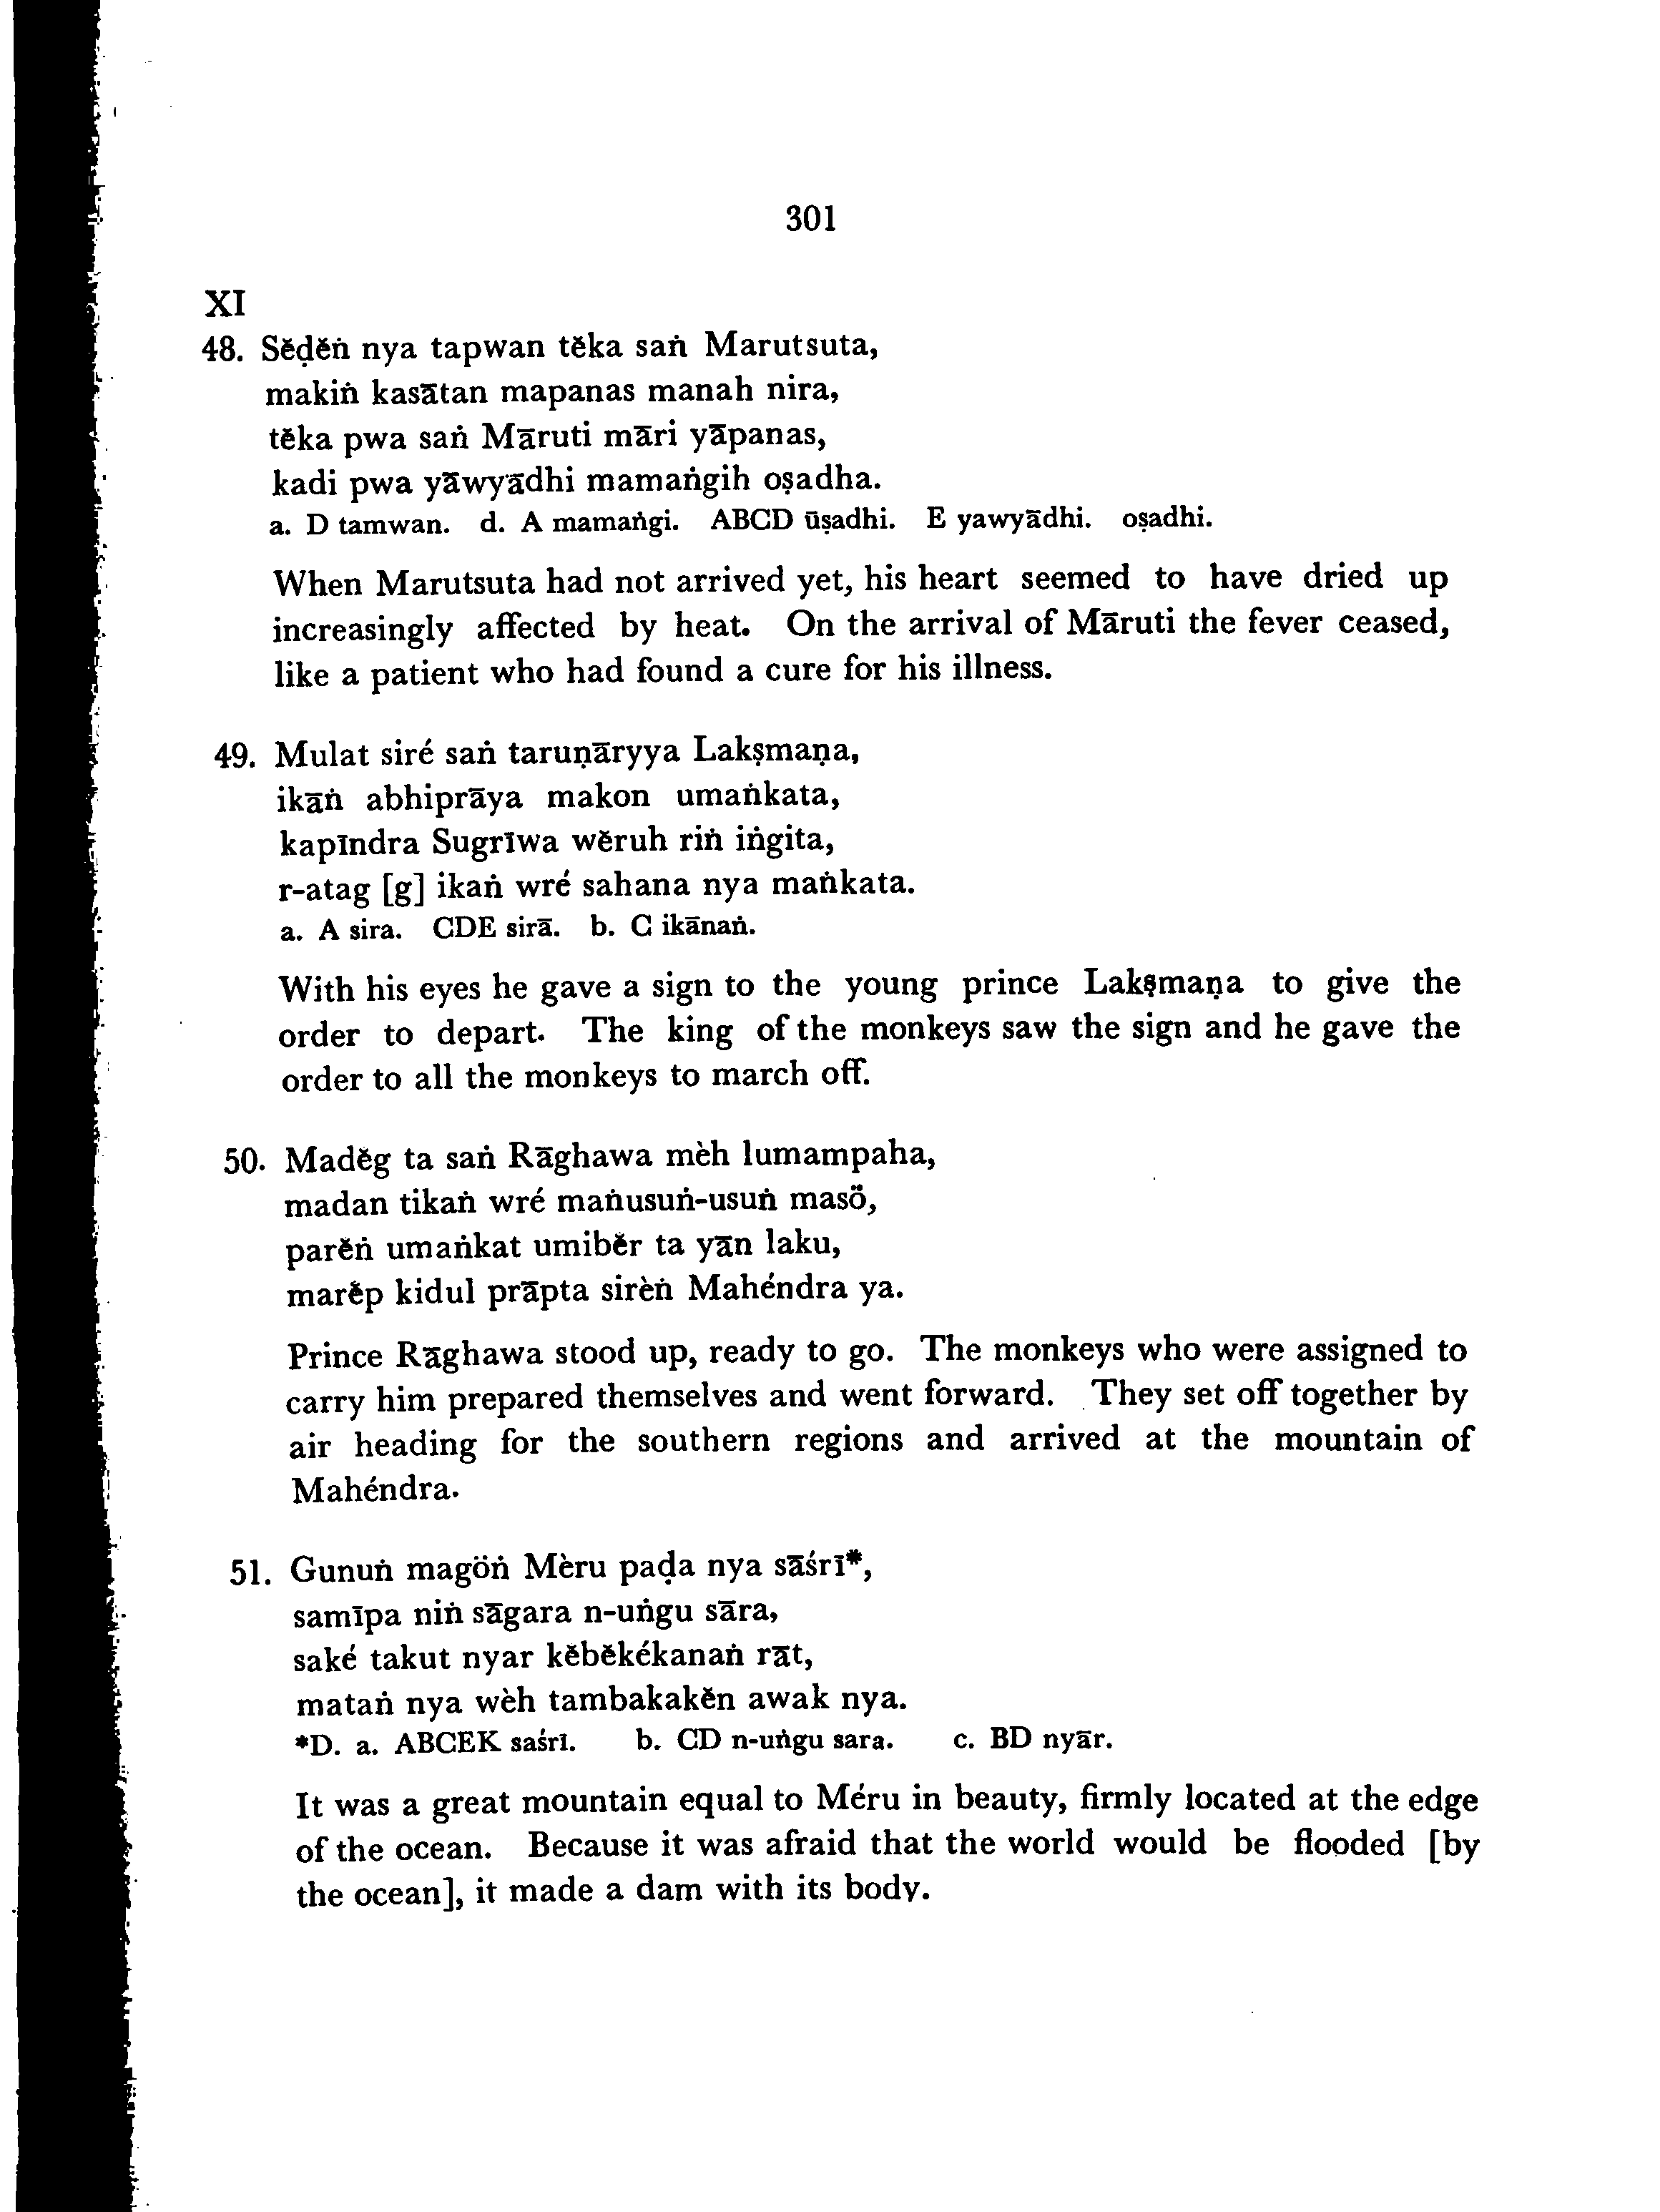 301
XI
48. Sĕḍĕṅ nya tapwan tĕka saṅ Marutsuta,
makiṅ kasātan mapanas manah nira,
tĕka pwa saṅ Māruti māri yāpanas,
kadi pwa yāwyādhi mamaṅgih oṣadha.
a. D tamwan. d. A mamaṅgi. ABCD ūṣadhi. E yawyādhi. oṣadhi.
When Marutsuta had not arrived yet, his heart seemed to have dried up
increasingly affected by heat. On the arrival of Māruti the fever ceased,
like a patient who had found a cure for his illness.
49. Mulat siré saṅ taruṇāryya Lakṣmaṇa,
ikāṅ abhiprāya makon umaṅkata,
kapīndra Sugrīwa wĕruh riṅ iṅgita,
r-atag [g] ikaṅ wré sahana nya maṅkata.
a. A sira. CDE sirā. b. C ikānaṅ.
With his eyes he gave a sign to the young prince Lakṣmaṇa to give the
order to depart. The king of the monkeys saw the sign and he gave the
order to all the monkeys to march off.
50. Madĕg ta saṅ Rāghawa mèh lumampaha,
madan tikaṅ wré maṅusuṅ-usuṅ masö,
parĕṅ umaṅkat umibĕr ta yān laku,
marĕp kidul prāpta sirèṅ Mahéndra ya.
Prince Rāghawa stood up, ready to go. The monkeys who were assigned to
carry him prepared themselves and went forward. They set off together by
air heading for the southern regions and arrived at the mountain of
Mahéndra.
51. Gunuṅ magöṅ Mèru paḍa nya sāśrī*,
samīpa niṅ sāgara n-uṅgu sāra,
saké takut nyar kĕbĕkékanaṅ rāt,
mataṅ nya wèh tambakakĕn awak nya.
*D. a. ABCEK saśrī. b. CD n-uṅgu sara. c. BD nyār.
It was a great mountain equal to Méru in beauty, firmly located at the edge
of the ocean. Because it was afraid that the world would be flooded [by
the ocean], it made a dam with its body.